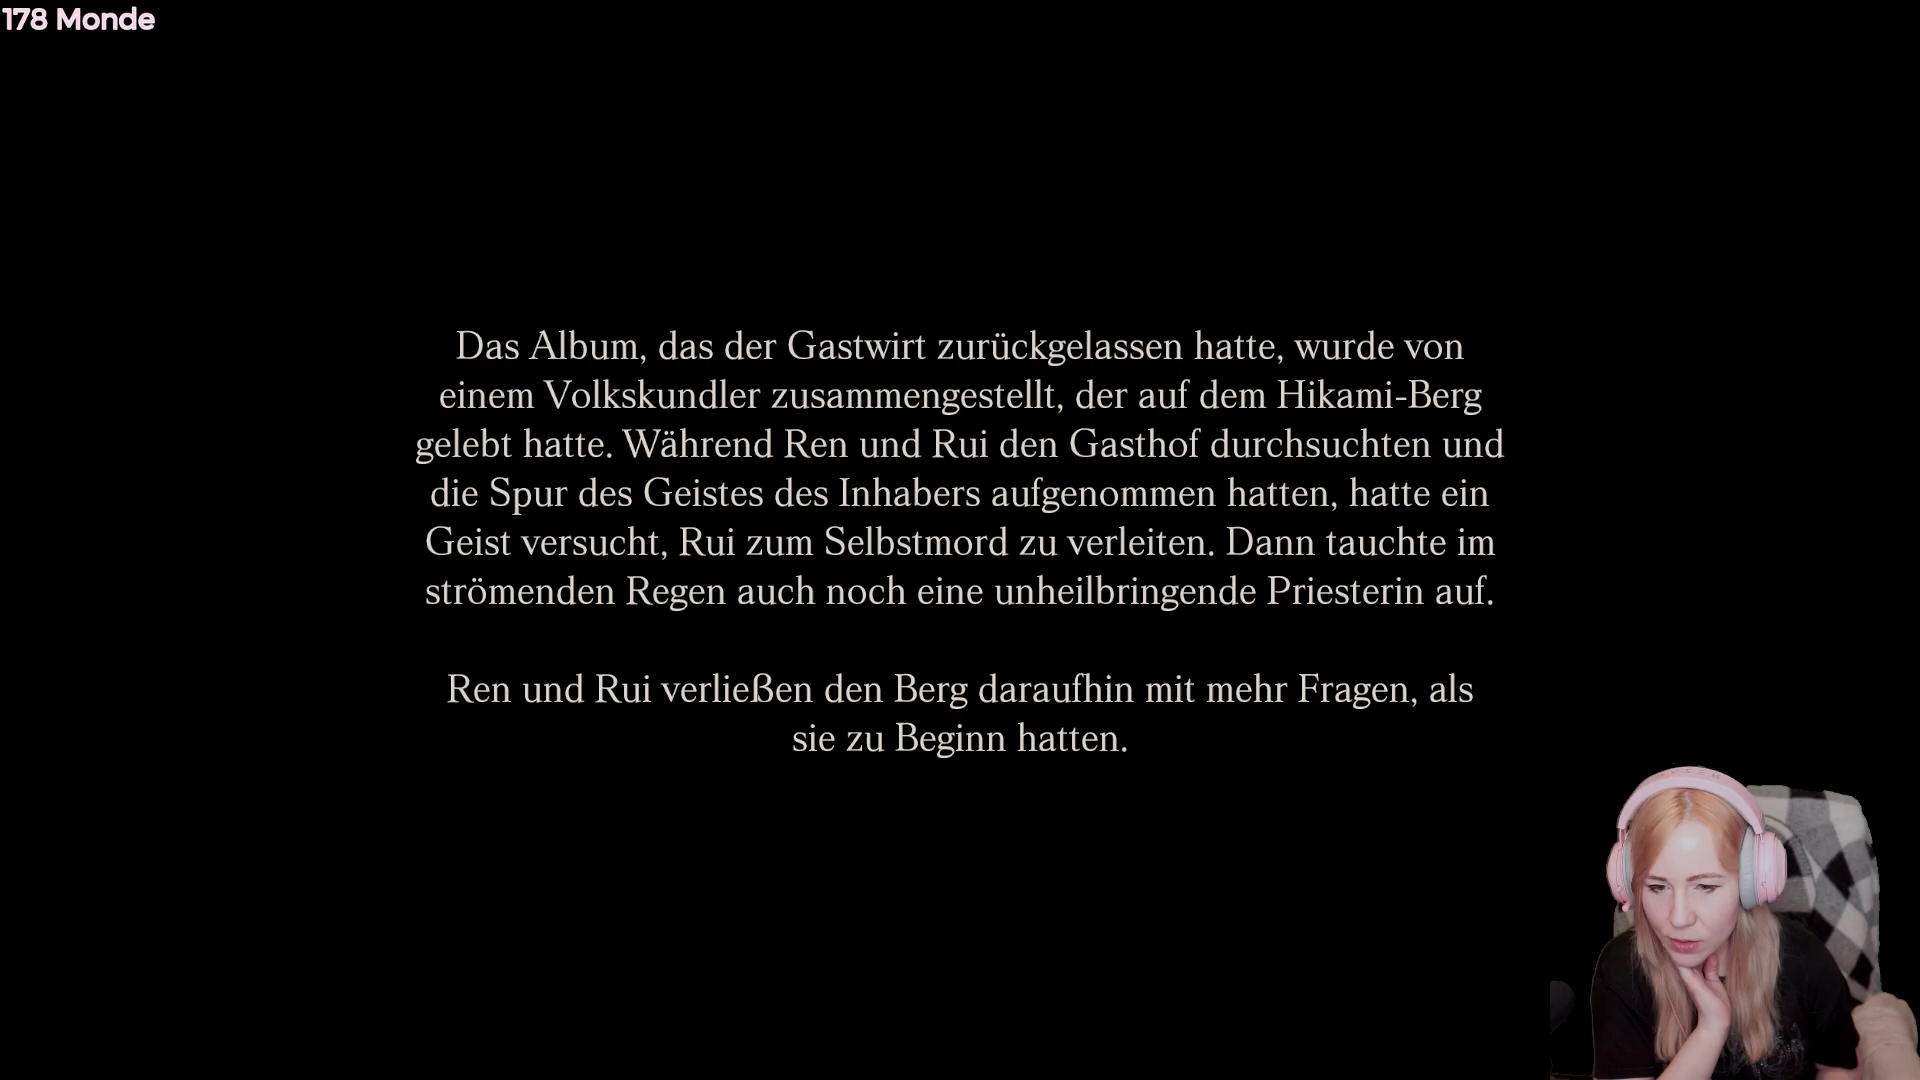 178 Monde
Das Album, das der Gastwirt zurückgelassen hatte, wurde von
einem Volkskundler zusammengestellt, der auf dem Hikami-Berg
gelebt hatte. Während Ren und Rui den Gasthof durchsuchten und
die Spur des Geistes des Inhabers aufgenommen hatten, hatte ein
Geist versucht, Rui zum Selbstmord zu verleiten. Dann tauchte im
strömenden Regen auch noch eine unheilbringende Priesterin auf.
Ren und Rui verließen den Berg daraufhin mit mehr Fragen, als
sie zu Beginn hatten.